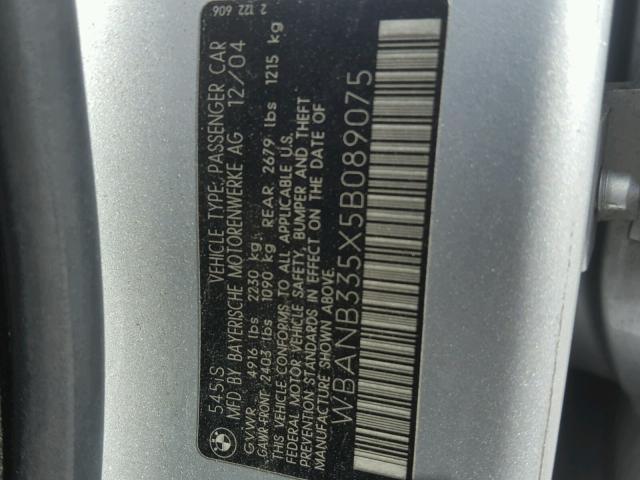 545iS VEHICLE TYPE, PASSENGER CAR 2 122 606
MFD BY BAYERISCHE MOTORENWERKE AG 12/04
GVWR 4916 lbs 2230 kg
GAWR-FRONT-2403 lbs 1090 kg REAR 2679 lbs 1215 kg
THIS VEHICLE CONFORMS TO ALL APPLICABLE U.S.
FEDERAL MOTOR VEHICLE SAFETY, BUMPER AND THEFT
PREVENTION STANDARDS IN EFFECT ON THE DATE OF
MANUFACTURE SHOWN ABOVE.
WBANB335X5B089075